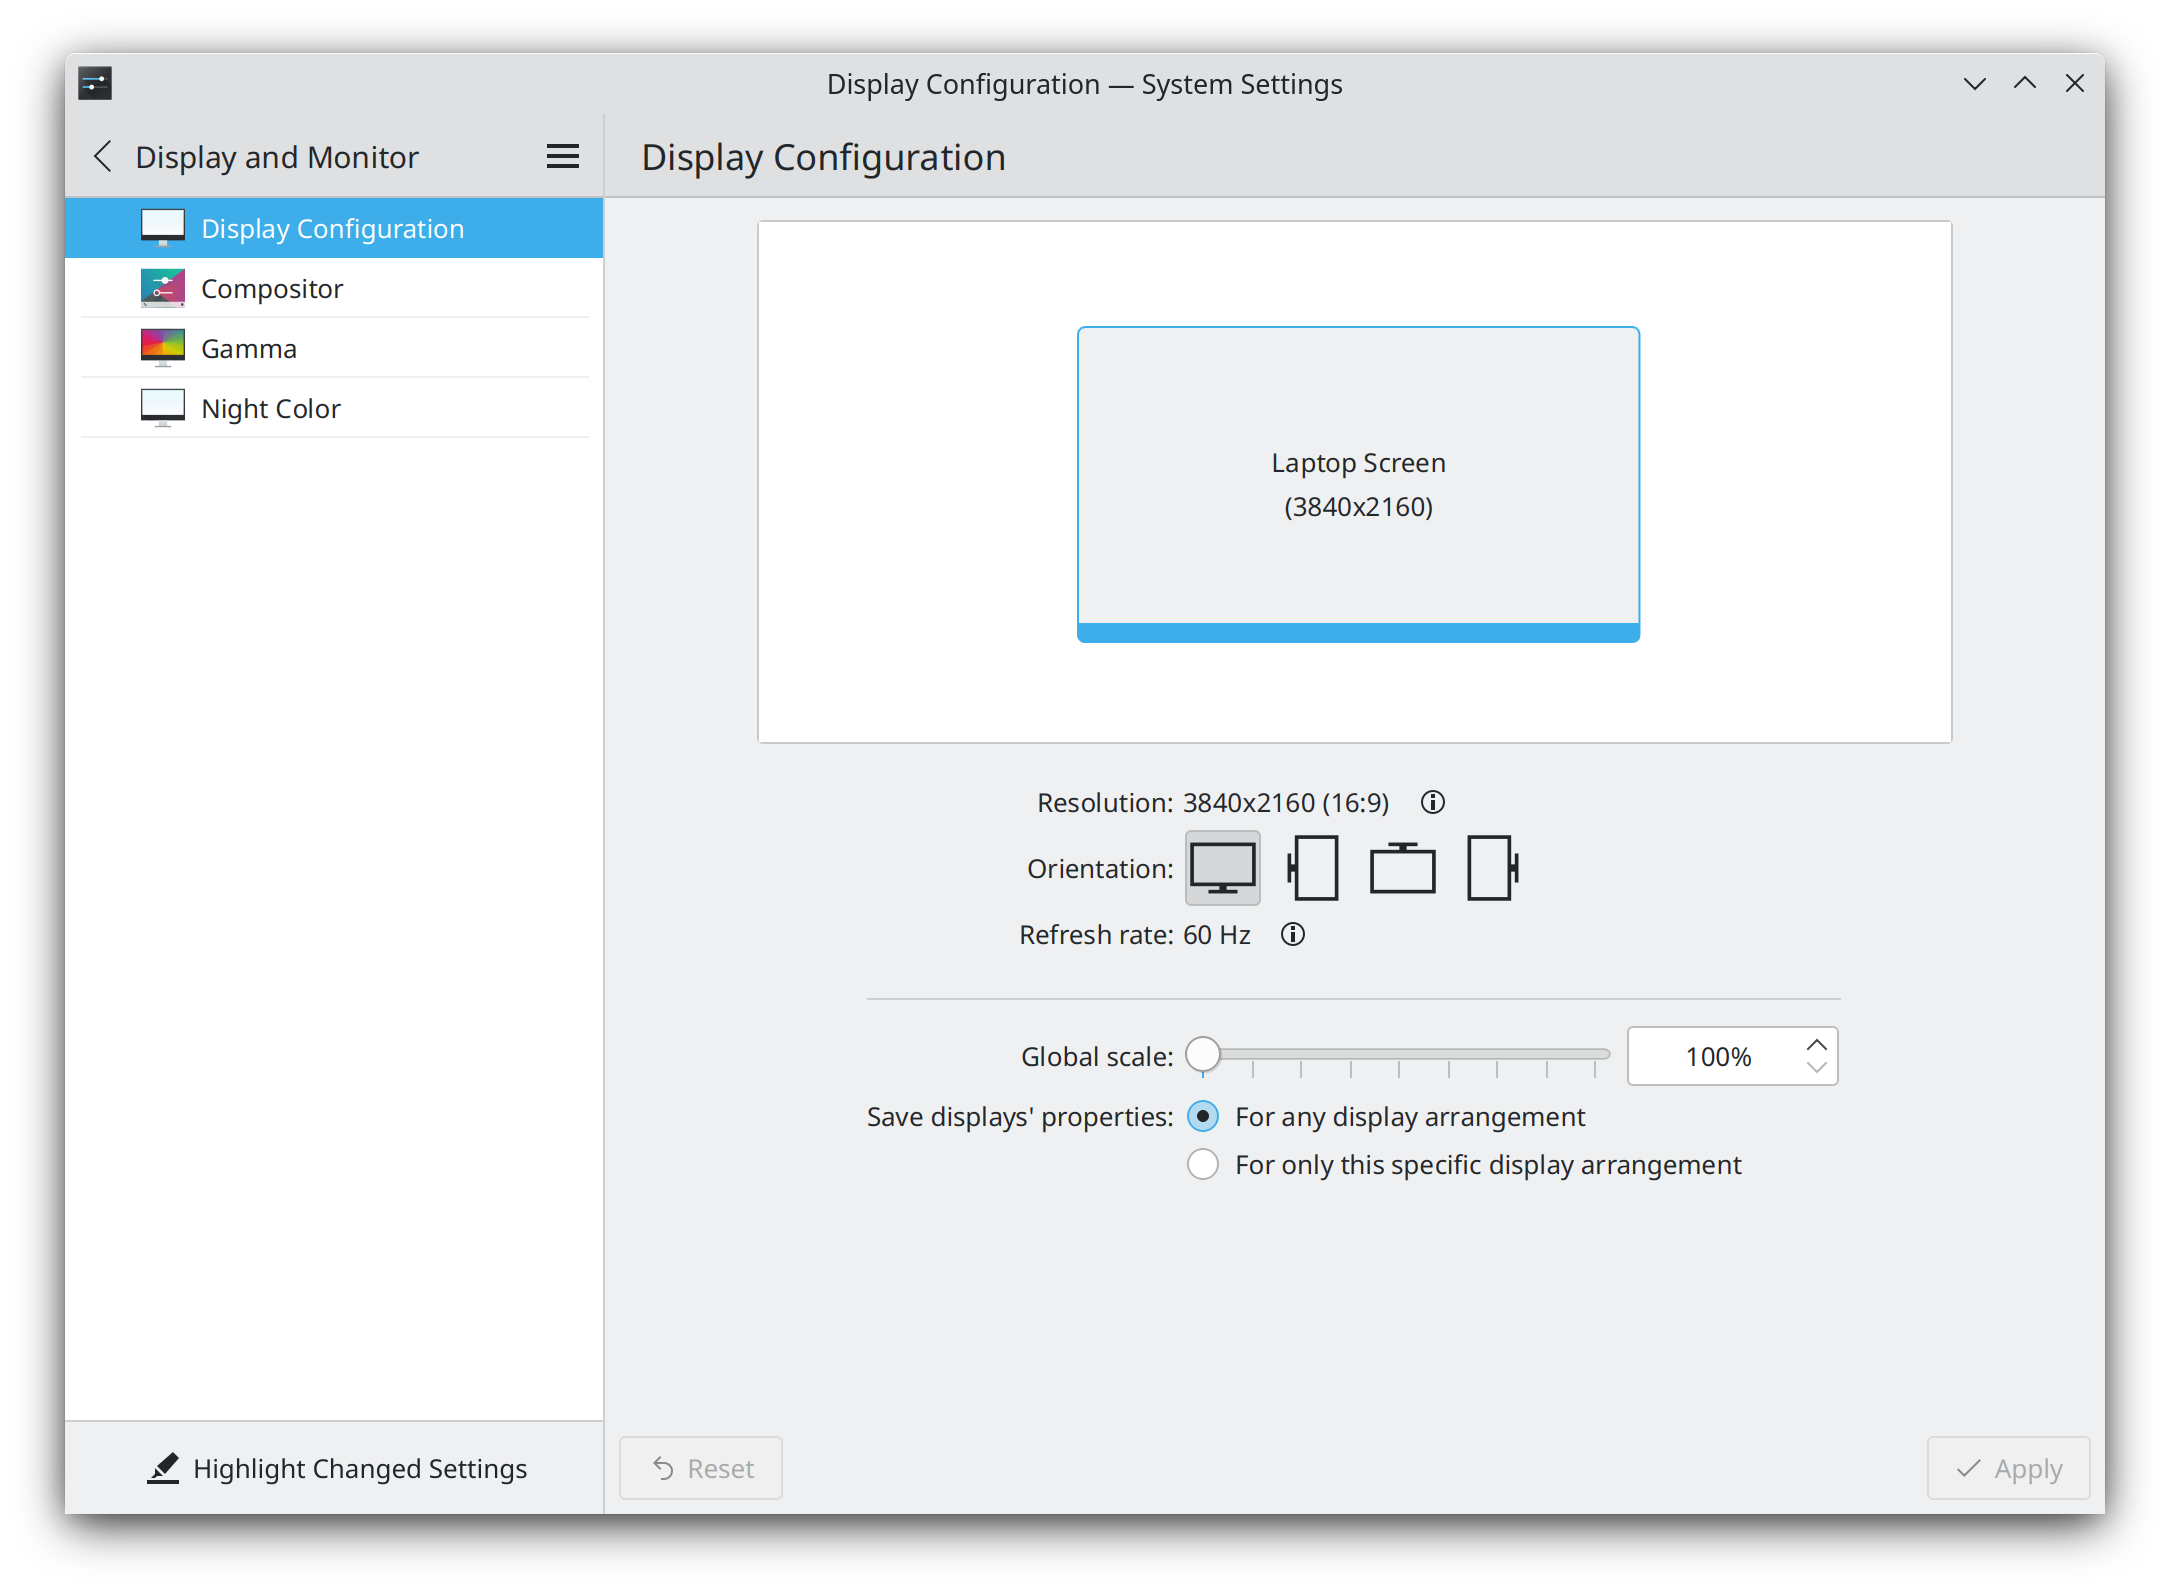 Display Configuration — System Settings
Display and Monitor
Display Configuration
Display Configuration
Compositor
Gamma
Night Color
Laptop Screen
(3840x2160)
Resolution: 3840x2160 (16:9)
Orientation:
Refresh rate: 60 Hz
Global scale: 100%
Save displays' properties: For any display arrangement
For only this specific display arrangement
Highlight Changed Settings
Reset
Apply